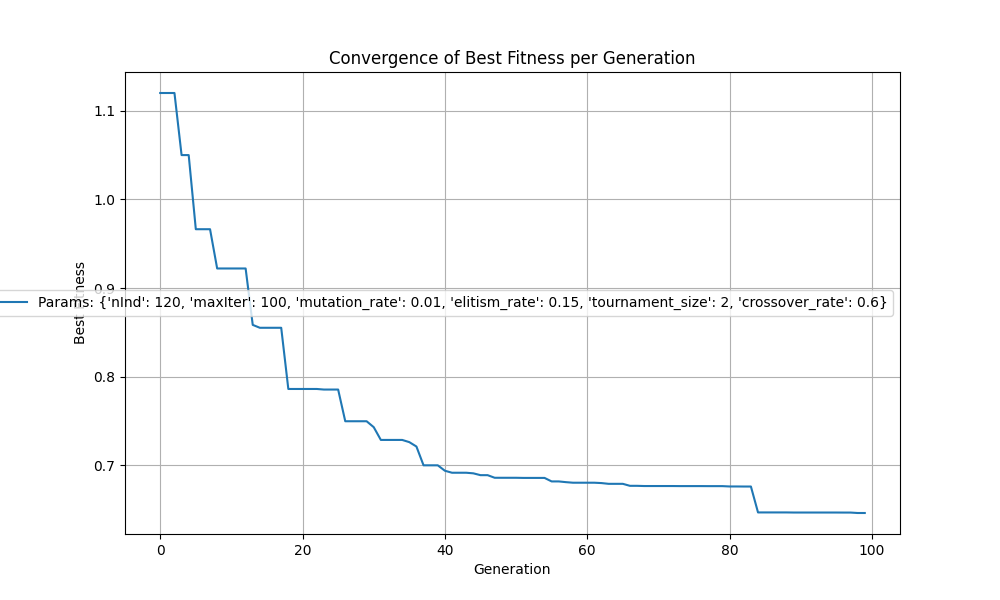 Convergence of Best Fitness per Generation
1.1
1.0
0.9
Params: {'nInd': 120, 'maxIter': 100, 'mutation_rate': 0.01, 'elitism_rate': 0.15, 'tournament_size': 2, 'crossover_rate': 0.6}
Best Fitness
0.8
0.7
0 20 40 60 80 100
Generation